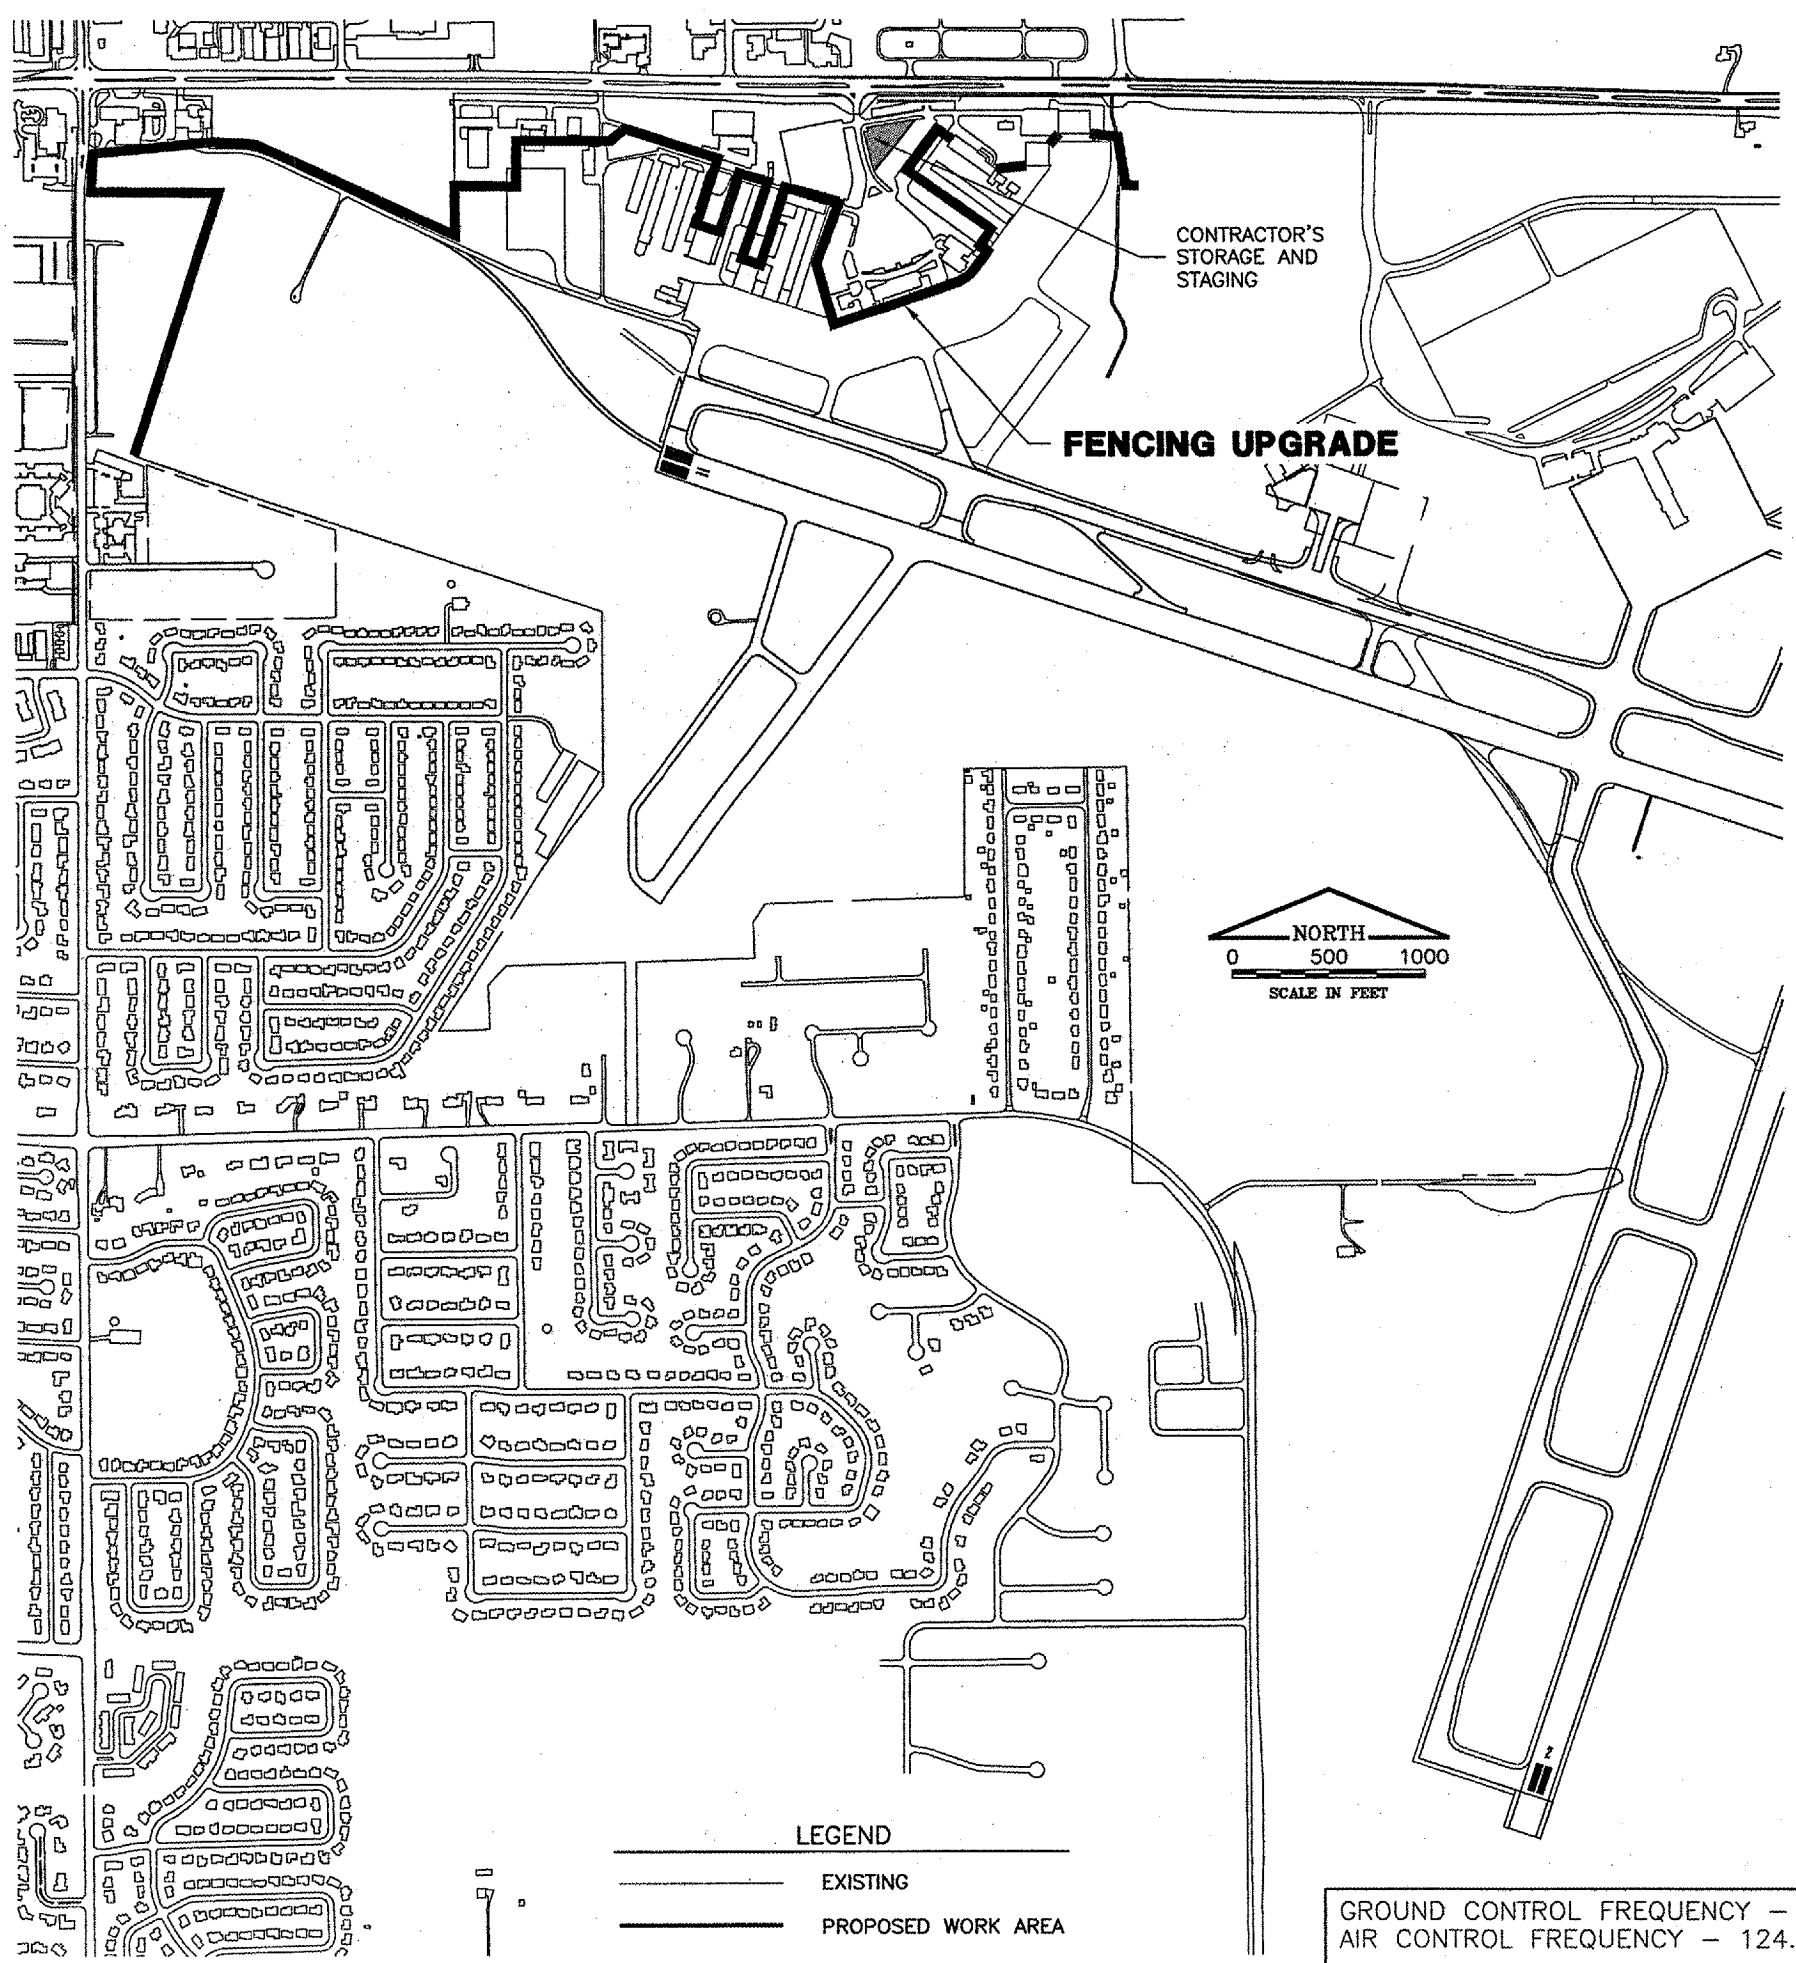 CONTRACTOR'S
STORAGE AND
STAGING
FENCING UPGRADE
NORTH
0 500 1000
SCALE IN FEET
LEGEND
EXISTING
PROPOSED WORK AREA
GROUND CONTROL FREQUENCY –
AIR CONTROL FREQUENCY – 124.